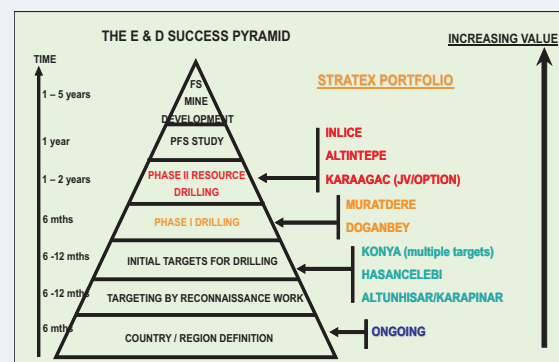 THE E & D SUCCESS PYRAMID
INCREASING VALUE
TIME
STRATEX PORTFOLIO
1 – 5 years
FS
MINE
DEVELOPMENT
1 year
PFS STUDY
INLICE
ALTINTEPE
KARAAGAC (JV/OPTION)
1 – 2 years
PHASE II RESOURCE
DRILLING
6 mths
PHASE I DRILLING
MURATDERE
DOGANBEY
6 -12 mths
INITIAL TARGETS FOR DRILLING
KONYA (multiple targets)
HASANCELEBI
ALTUNHISAR/KARAPINAR
6 -12 mths
TARGETING BY RECONNAISSANCE WORK
6 mths
COUNTRY / REGION DEFINITION
ONGOING